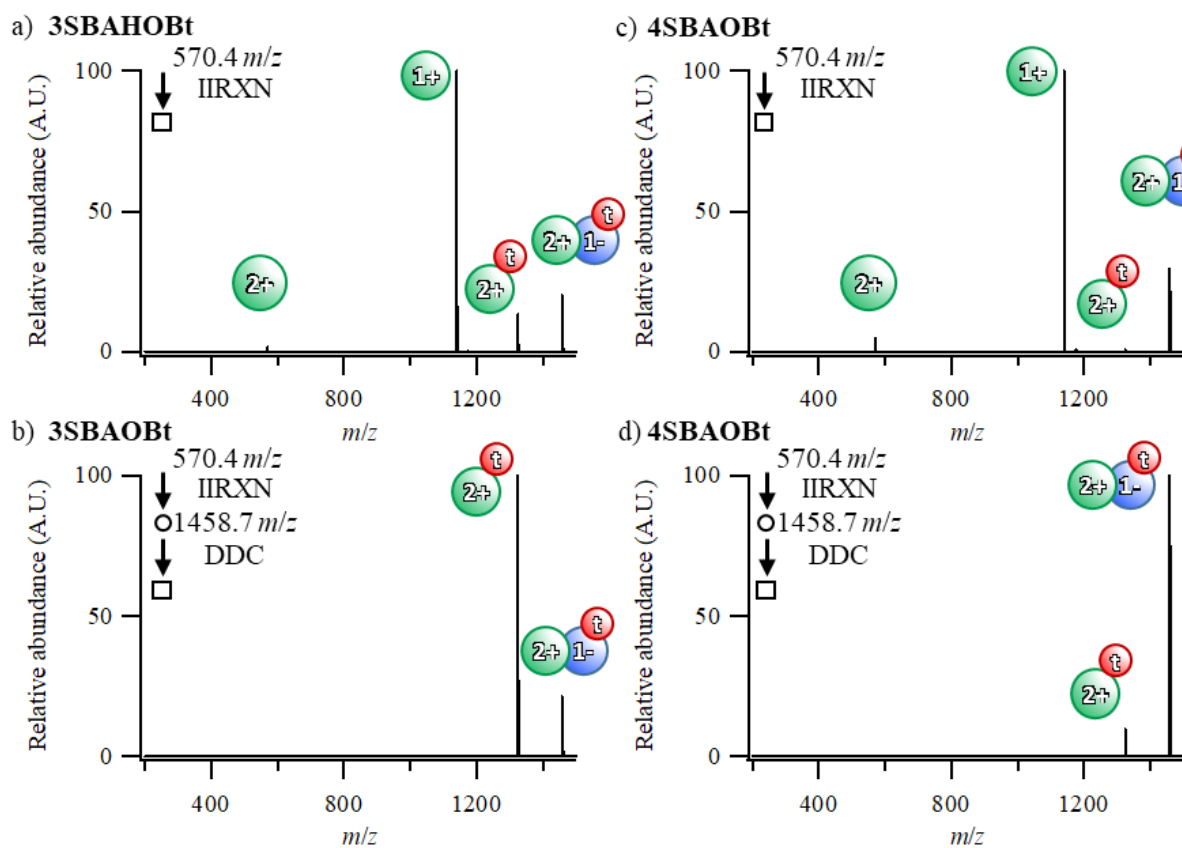 a) 3SBAHOBt
570.4 m/z
IIRXN
Relative abundance (A.U.)
100
50
0
2+
1+
2+
t
2+
1-
t
400
800
1200
m/z
c) 4SBAOBt
570.4 m/z
IIRXN
Relative abundance (A.U.)
100
50
0
2+
1+
2+
t
2+
400
800
1200
m/z
b) 3SBAOBt
570.4 m/z
IIRXN
1458.7 m/z
DDC
Relative abundance (A.U.)
100
50
0
2+
t
2+
1-
t
400
800
1200
m/z
d) 4SBAOBt
570.4 m/z
IIRXN
1458.7 m/z
DDC
Relative abundance (A.U.)
100
50
0
2+
t
2+
1-
t
400
800
1200
m/z